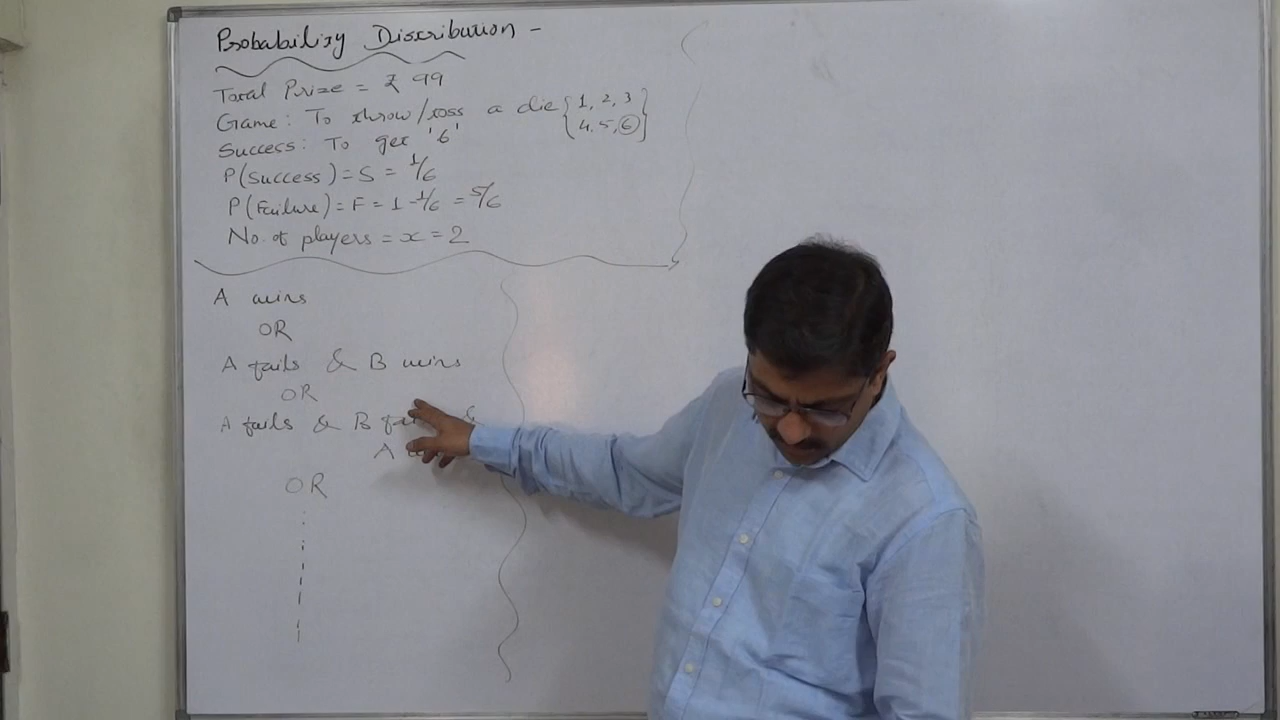 Probability Discribution -
Total Prize = ₹ 99
Game: To throw/toss a die { 1, 2, 3
4, 5, 6 }
Success: To get '6'
P(Success) = S = 1/6
P(Failure) = F = 1 - 1/6 = 5/6
No. of players = x = 2
A wins
OR
A fails & B wins
OR
A fails & B &
A
OR